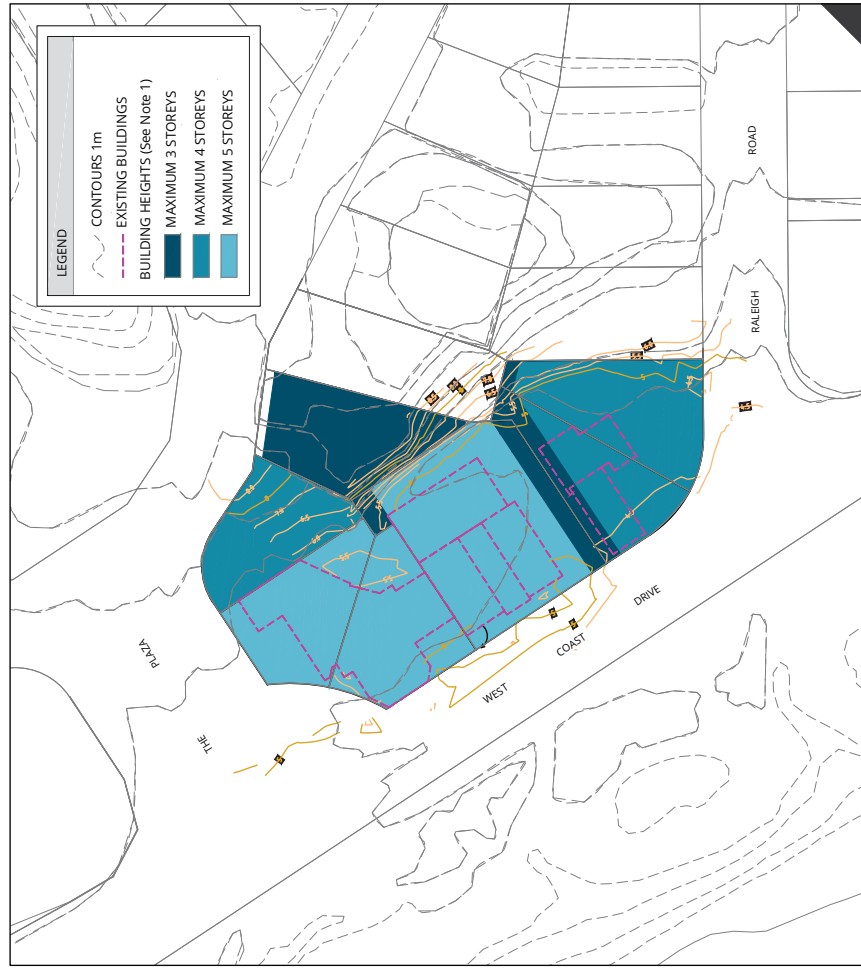 LEGEND
CONTOURS 1m
EXISTING BUILDINGS
BUILDING HEIGHTS (See Note 1)
MAXIMUM 3 STOREYS
MAXIMUM 4 STOREYS
MAXIMUM 5 STOREYS
THE
PLAZA
WEST
COAST
DRIVE
RALEIGH
ROAD